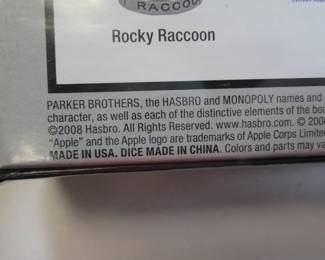 RACCOO
Rocky Raccoon
PARKER BROTHERS, the HASBRO and MONOPOLY names and
character, as well as each of the distinctive elements of the boa
©2008 Hasbro. All Rights Reserved. www.hasbro.com. © 200
"Apple" and the Apple logo are trademarks of Apple Corps Limite
MADE IN USA. DICE MADE IN CHINA. Colors and parts may va